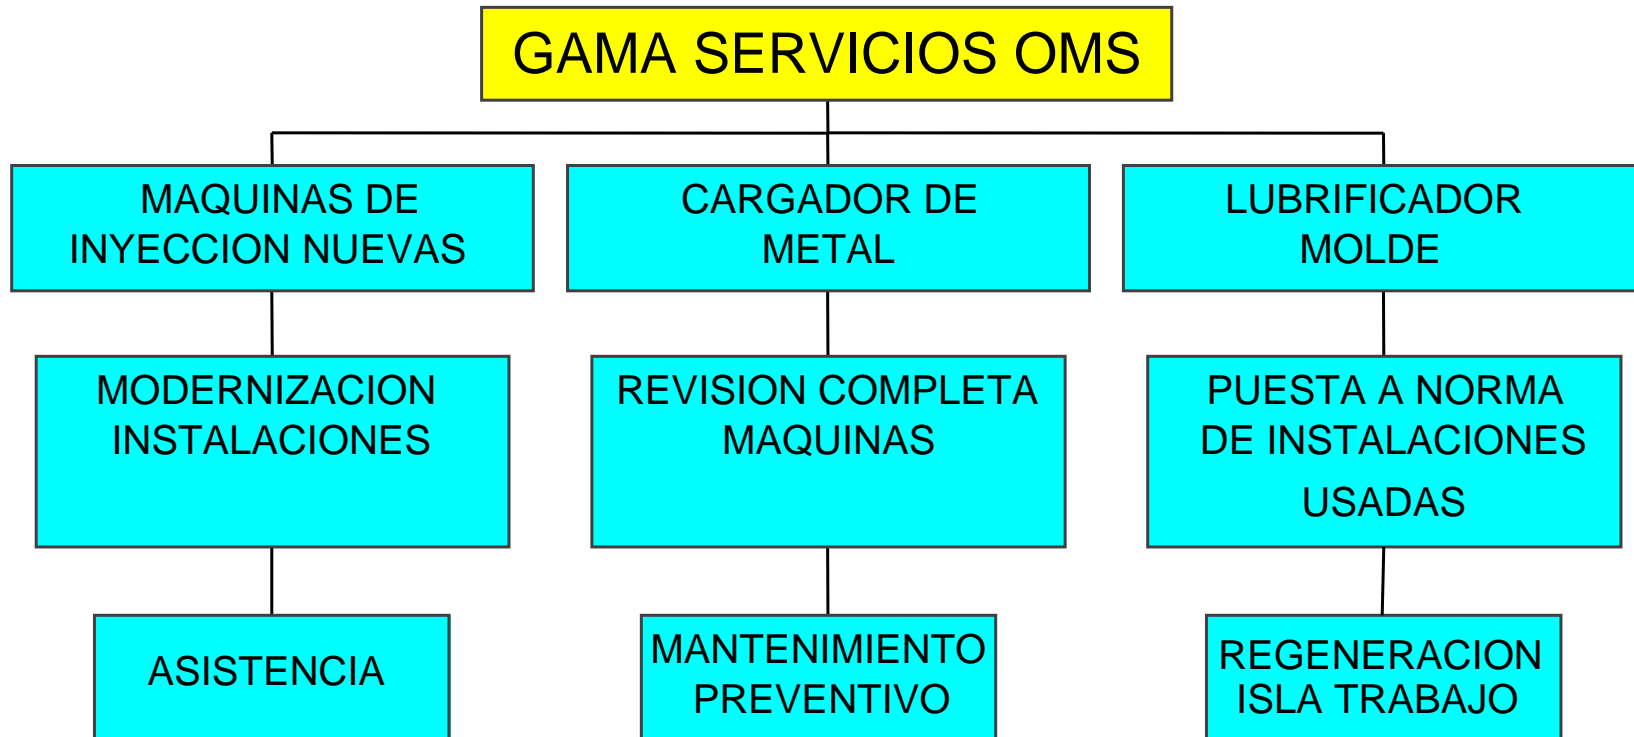 GAMA SERVICIOS OMS
MAQUINAS DE
INYECCION NUEVAS
CARGADOR DE
METAL
LUBRIFICADOR
MOLDE
MODERNIZACION
INSTALACIONES
REVISION COMPLETA
MAQUINAS
PUESTA A NORMA
DE INSTALACIONES
USADAS
ASISTENCIA
MANTENIMIENTO
PREVENTIVO
REGENERACION
ISLA TRABAJO